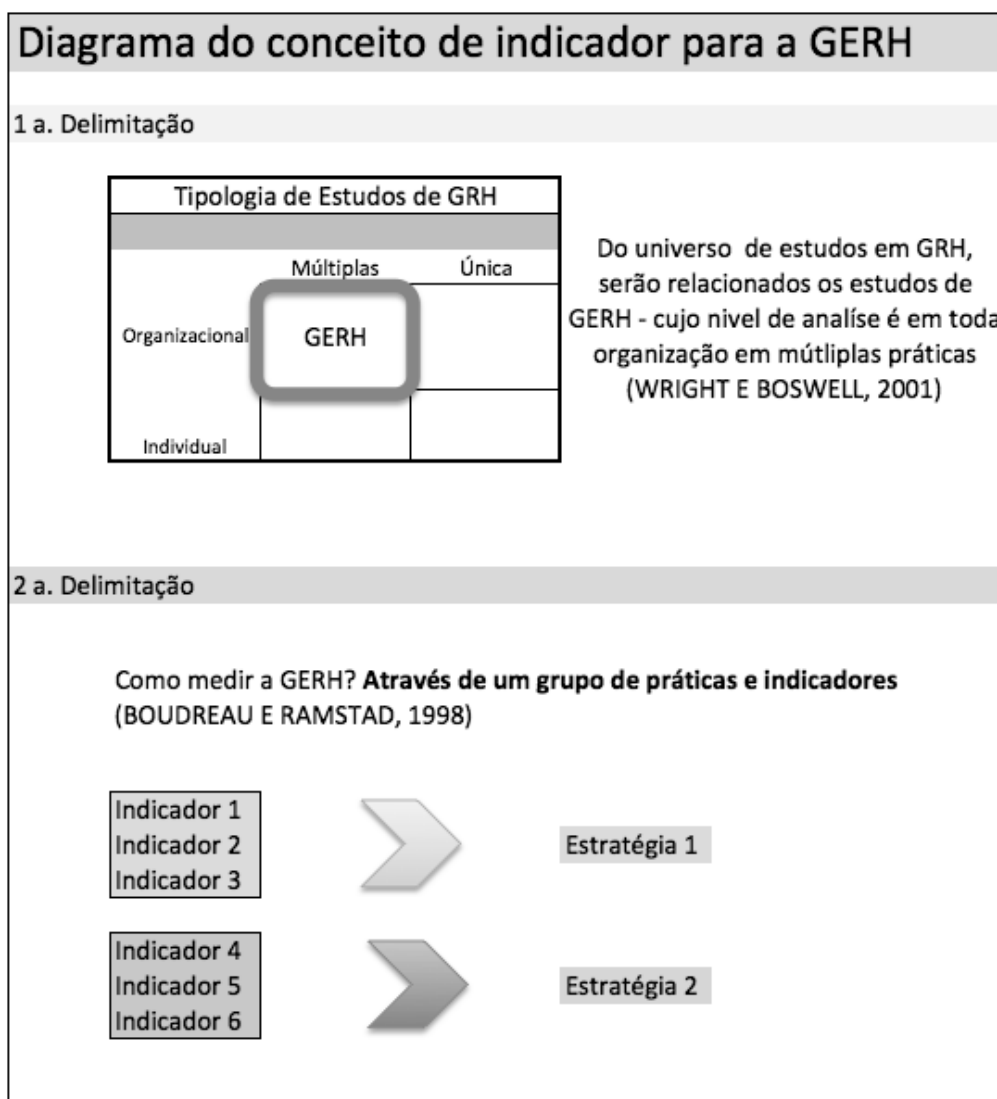 Diagrama do conceito de indicador para a GERH
1 a. Delimitação
Tipologia de Estudos de GRH
Múltiplas Única
Organizacional GERH
Individual
Do universo de estudos em GRH,
serão relacionados os estudos de
GERH - cujo nivel de analíse é em toda
organização em mútliplas práticas
(WRIGHT E BOSWELL, 2001)
2 a. Delimitação
Como medir a GERH? Através de um grupo de práticas e indicadores
(BOUDREAU E RAMSTAD, 1998)
Indicador 1
Indicador 2
Indicador 3
Estratégia 1
Indicador 4
Indicador 5
Indicador 6
Estratégia 2